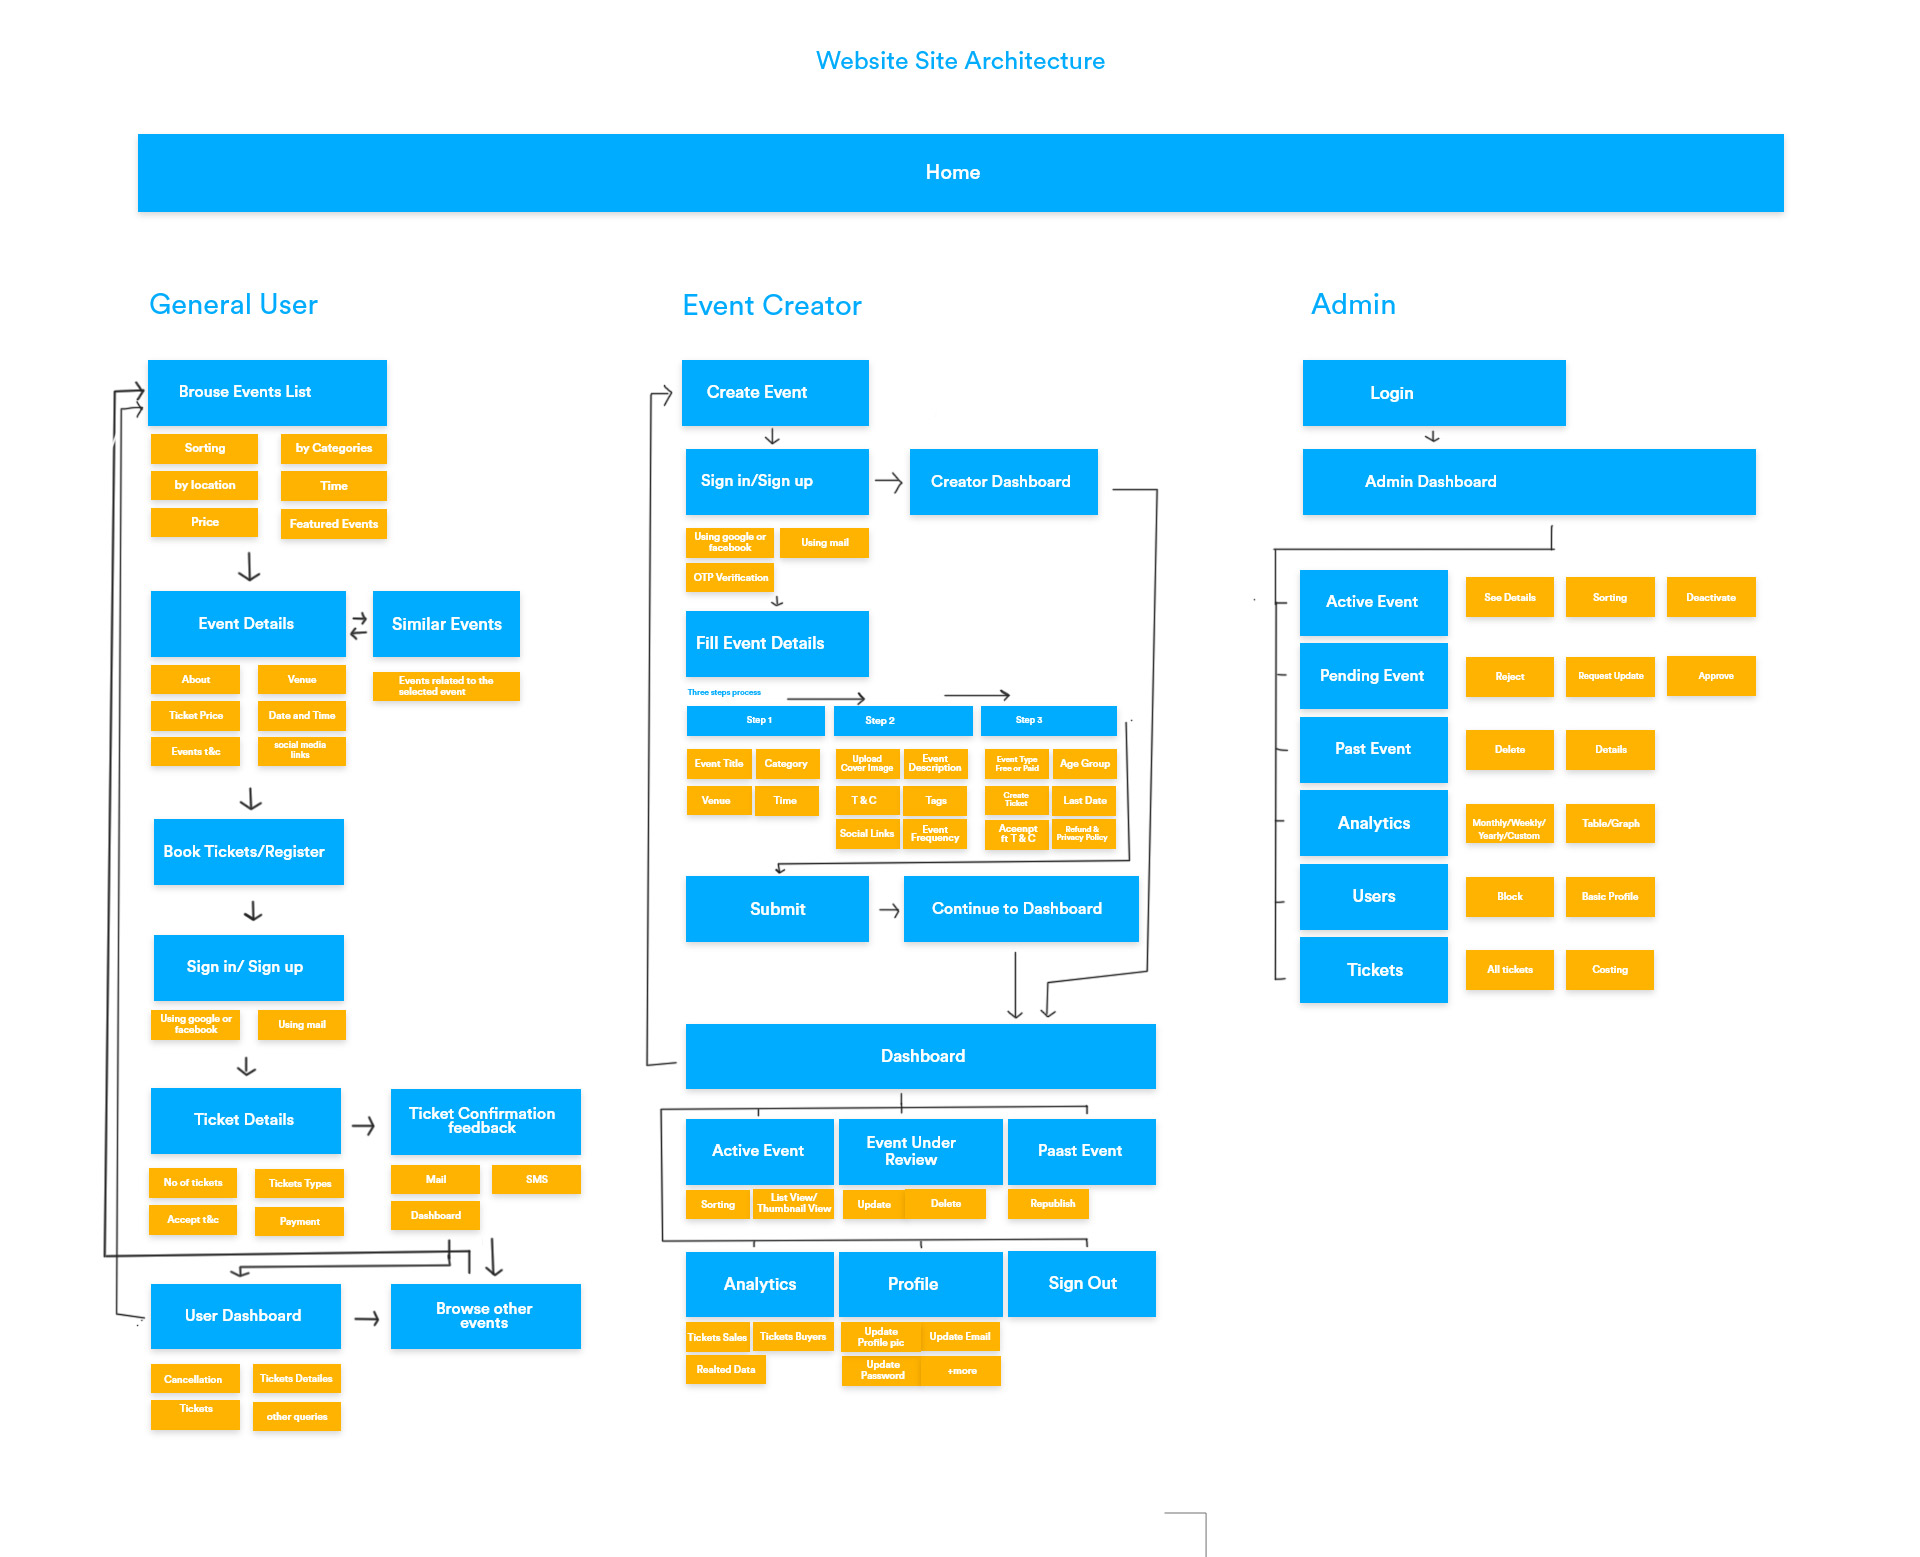 Website Site Architecture
Home
General User
Brouse Events List
Sorting
by Categories
by location
Time
Price
Featured Events
Event Details
Similar Events
About
Venue
Events related to the
selected event
Ticket Price
Date and Time
Events t&c
social media
links
Book Tickets/Register
Sign in/ Sign up
Using google or
facebook
Using mail
Ticket Details
Ticket Confirmation
feedback
No of tickets
Tickets Types
Mail
SMS
Accept t&c
Payment
Dashboard
User Dashboard
Browse other
events
Cancellation
Tickets Detailes
Tickets
other queries
Event Creator
Create Event
Sign in/Sign up
Creator Dashboard
Using google or
facebook
Using mail
OTP Verification
Fill Event Details
Three steps process
Step 1
Step 2
Step 3
Event Title
Category
Venue
Time
Upload
Cover Image
Event
Description
T & C
Tags
Social Links
Event
Frequency
Event Type
Free or Paid
Age Group
Create
Ticket
Last Date
Aceenpt
ft T & C
Refund &
Privacy Policy
Submit
Continue to Dashboard
Dashboard
Active Event
Event Under
Review
Paast Event
Sorting
List View/
Thumbnail View
Update
Delete
Republish
Analytics
Profile
Sign Out
Tickets Sales
Tickets Buyers
Update
Profile pic
Update Email
Realted Data
Update
Password
+more
Admin
Login
Admin Dashboard
Active Event
See Details
Sorting
Deactivate
Pending Event
Reject
Request Update
Approve
Past Event
Delete
Details
Analytics
Monthly/Weekly/
Yearly/Custom
Table/Graph
Users
Block
Basic Profile
Tickets
All tickets
Costing